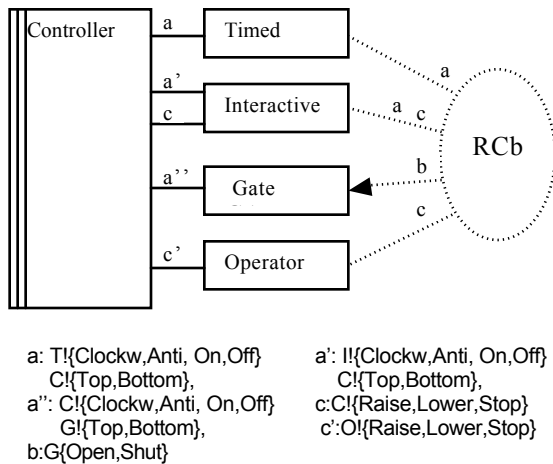 Controller
a
Timed
a
a’
Interactive
a c
c
RCb
b
a’’
Gate
c
c’
Operator
a: T!{Clockw,Anti, On,Off}
C!{Top,Bottom},
a’’: C!{Clockw,Anti, On,Off}
G!{Top,Bottom},
b:G{Open,Shut}
a’: I!{Clockw,Anti, On,Off}
C!{Top,Bottom},
c:C!{Raise,Lower,Stop}
c’:O!{Raise,Lower,Stop}